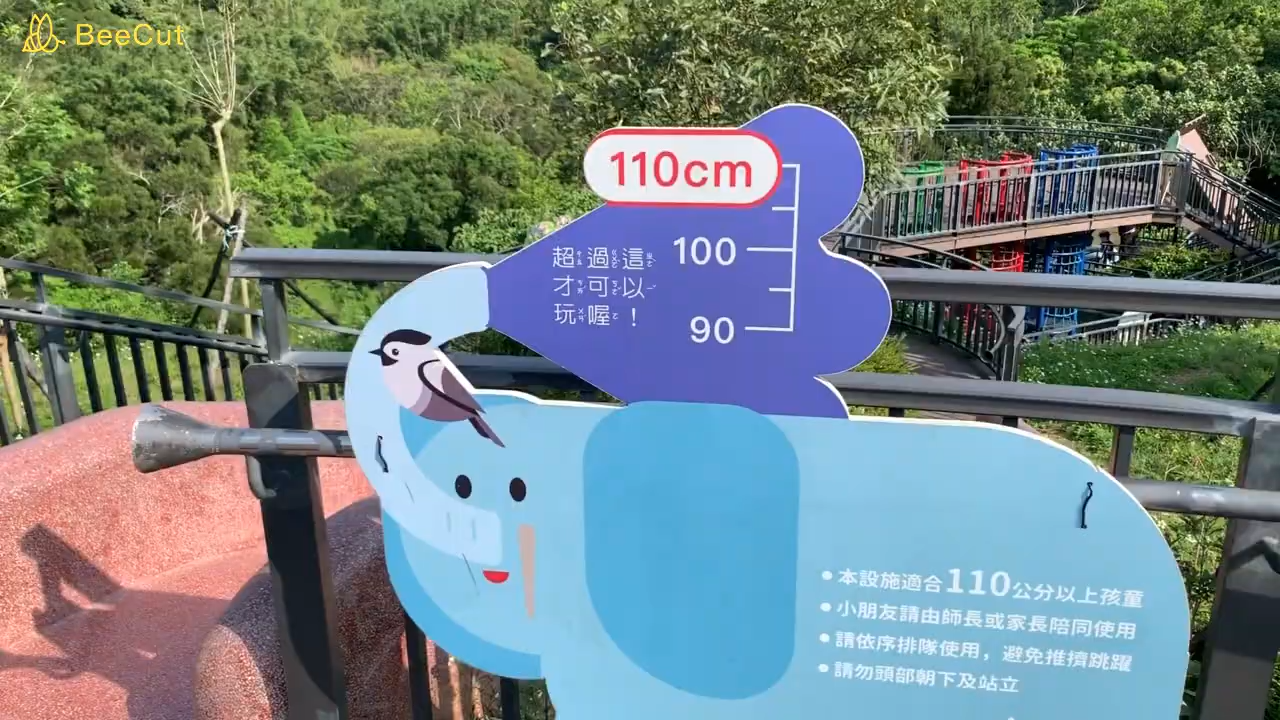 BeeCut
110cm
超過這
才可以
玩喔！
100
90
●本設施適合110公分以上孩童
●小朋友請由師長或家長陪同使用
●請依序排隊使用，避免推擠跳躍
●請勿頭部朝下及站立